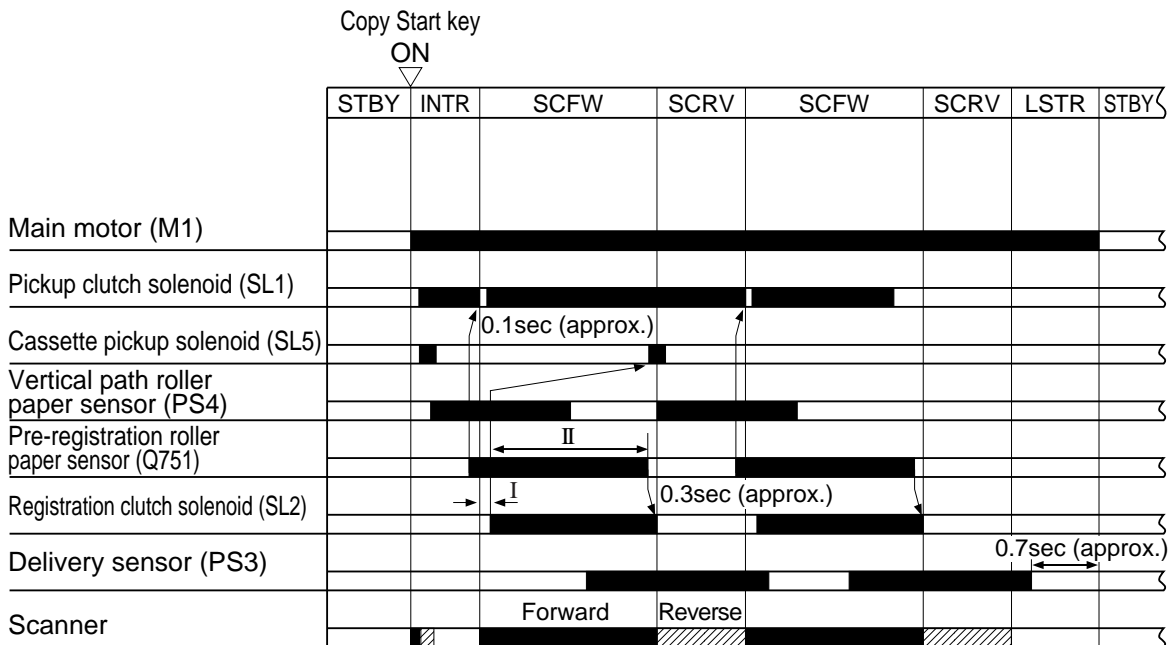 Copy Start key
ON
STBY INTR SCFW SCRV SCFW SCRV LSTR STBY
Main motor (M1)
Pickup clutch solenoid (SL1)
0.1sec (approx.)
Cassette pickup solenoid (SL5)
Vertical path roller
paper sensor (PS4)
Pre-registration roller
paper sensor (Q751)
II
Registration clutch solenoid (SL2)
I
0.3sec (approx.)
Delivery sensor (PS3)
0.7sec (approx.)
Scanner
Forward Reverse